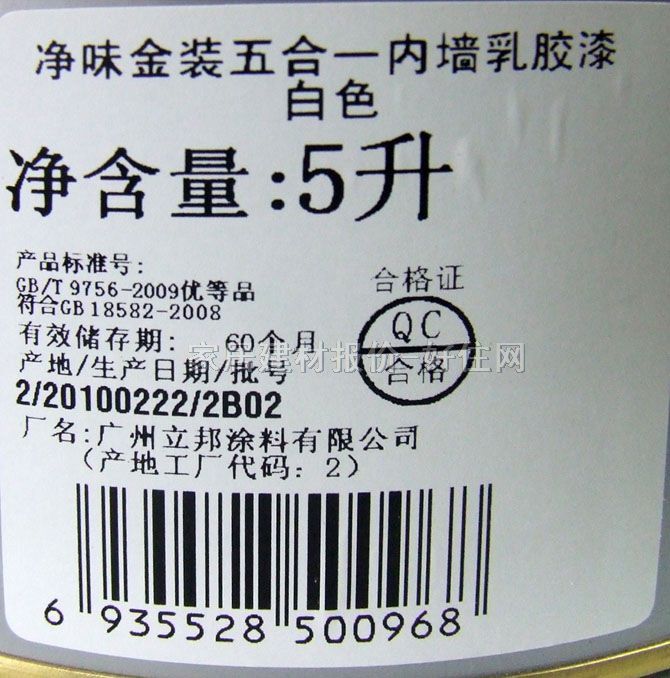 净味金装五合一内墙乳胶漆
白色
净含量:5升
产品标准号:
GB/T 9756-2009优等品
符合GB 18582-2008
合格证
QC
合格
有效储存期: 60个月
产地/生产日期/批号
2/20100222/2B02
厂名:广州立邦涂料有限公司
(产地工厂代码: 2)
6 935528 500968